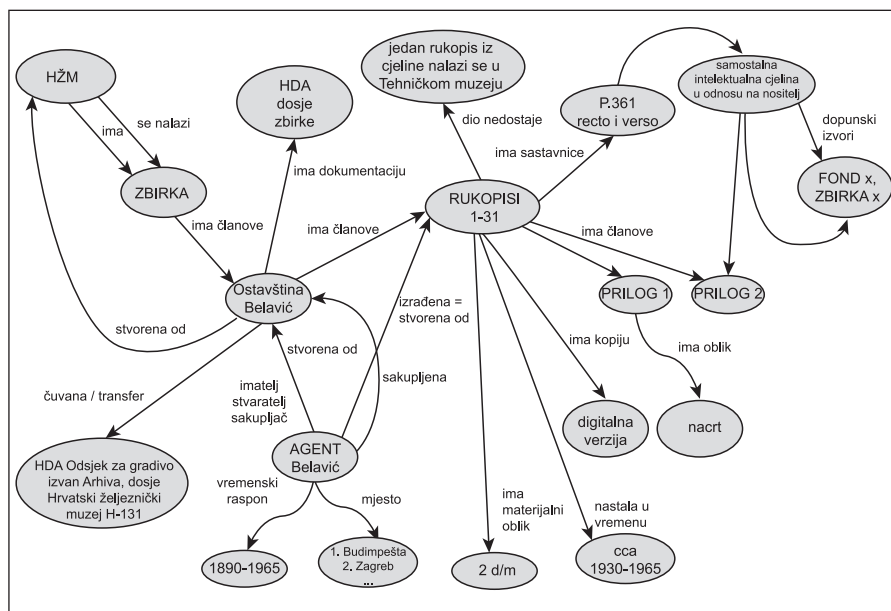 HŽM
ima
se nalazi
ZBIRKA
ima članove
HDA
dosje
zbirke
ima dokumentaciju
jedan rukopis iz
cjeline nalazi se u
Tehničkom muzeju
dio nedostaje
P.361
recto i verso
ima sastavnice
samostalna
intelektualna cjelina
u odnosu na nositelj
dopunski
izvori
FOND x,
ZBIRKA x
RUKOPISI
1-31
ima članove
ima članove
Ostavština
Belavić
PRILOG 1
PRILOG 2
stvorena od
stvorena od
izrađena =
stvorena od
sakupljena
ima kopiju
ima oblik
čuvana / transfer
imatelj
stvaratelj
sakupljač
AGENT
Belavić
digitalna
verzija
nacrt
HDA Odsjek za gradivo
izvan Arhiva, dosje
Hrvatski željeznički
muzej H-131
vremenski
raspon
mjesto
ima
materijalni
oblik
nastala u
vremenu
1890-1965
1. Budimpešta
2. Zagreb
...
2 d/m
cca
1930-1965